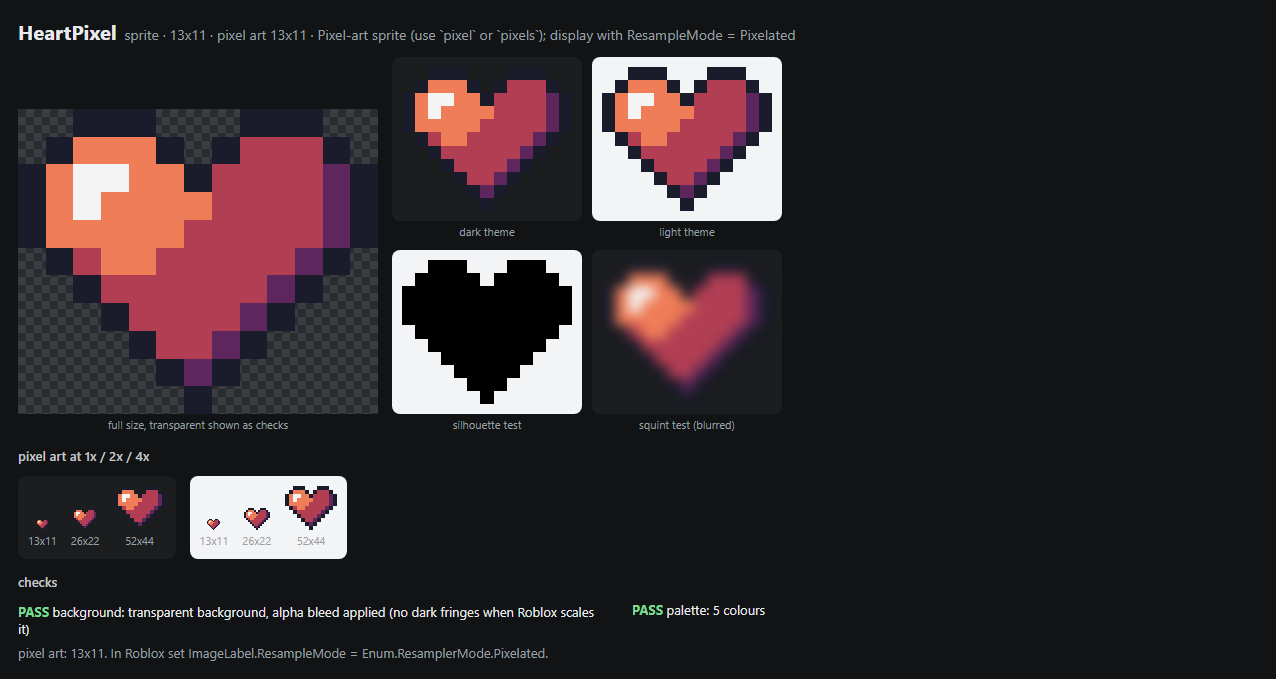 HeartPixel sprite · 13x11 · pixel art 13x11 · Pixel-art sprite (use `pixel` or `pixels`); display with ResampleMode = Pixelated
dark theme
light theme
full size, transparent shown as checks
silhouette test
squint test (blurred)
pixel art at 1x / 2x / 4x
13x11
26x22
52x44
13x11
26x22
52x44
checks
PASS background: transparent background, alpha bleed applied (no dark fringes when Roblox scales
it)
PASS palette: 5 colours
pixel art: 13x11. In Roblox set ImageLabel.ResampleMode = Enum.ResamplerMode.Pixelated.